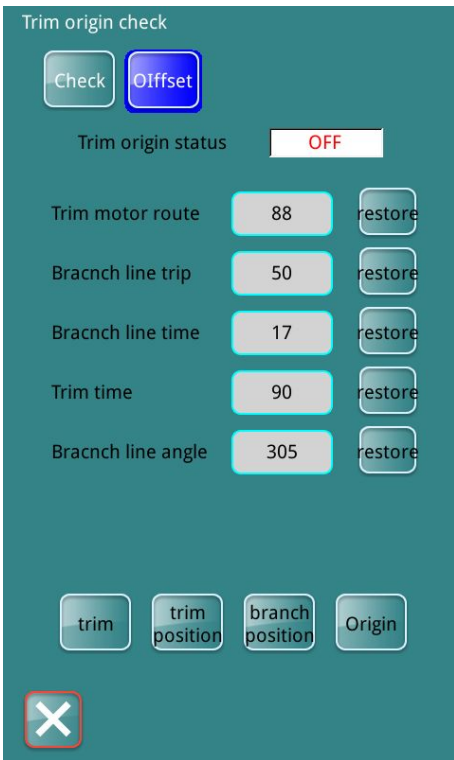 Trim origin check
Check OIffset
Trim origin status OFF
Trim motor route 88 restore
Bracnch line trip 50 restore
Bracnch line time 17 restore
Trim time 90 restore
Bracnch line angle 305 restore
trim trim position branch position Origin